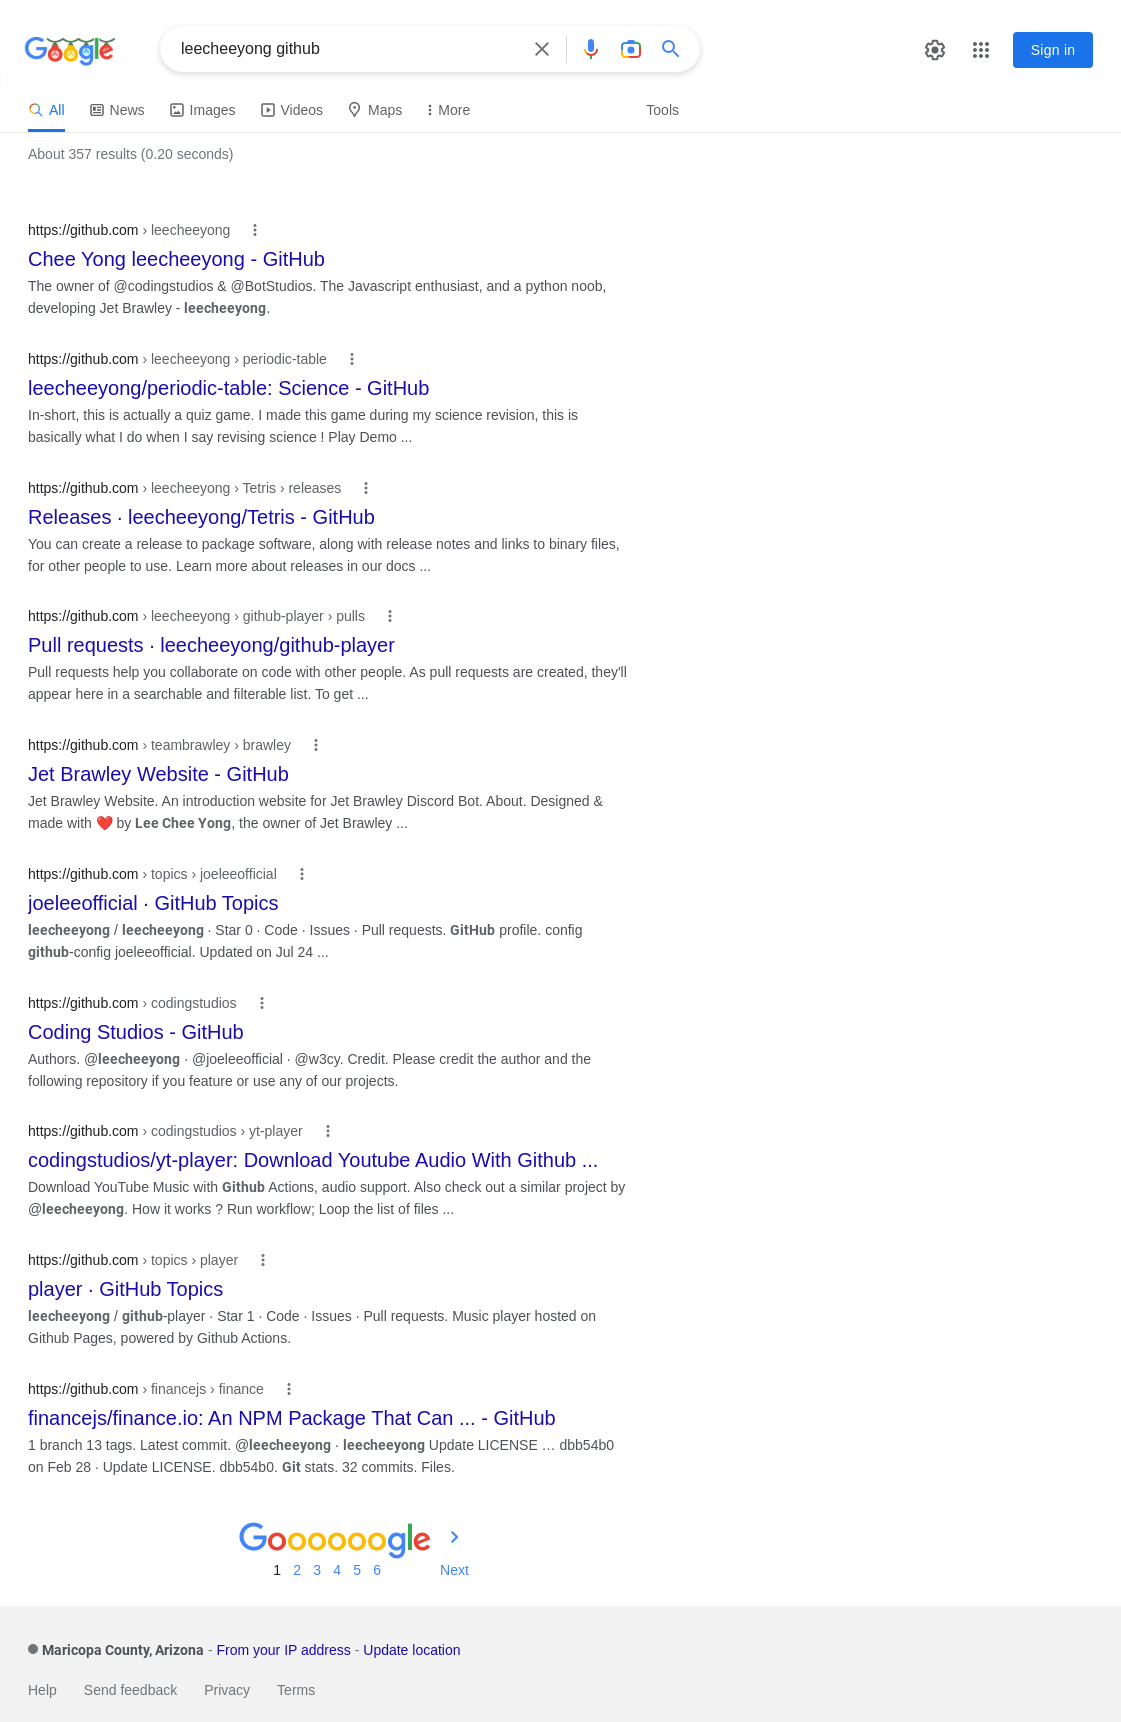 Google
leecheeyong github
Sign in
All News Images Videos Maps More Tools
About 357 results (0.20 seconds)
https://github.com › leecheeyong
Chee Yong leecheeyong - GitHub
The owner of @codingstudios & @BotStudios. The Javascript enthusiast, and a python noob,
developing Jet Brawley - leecheeyong.
https://github.com › leecheeyong › periodic-table
leecheeyong/periodic-table: Science - GitHub
In-short, this is actually a quiz game. I made this game during my science revision, this is
basically what I do when I say revising science ! Play Demo ...
https://github.com › leecheeyong › Tetris › releases
Releases · leecheeyong/Tetris - GitHub
You can create a release to package software, along with release notes and links to binary files,
for other people to use. Learn more about releases in our docs ...
https://github.com › leecheeyong › github-player › pulls
Pull requests · leecheeyong/github-player
Pull requests help you collaborate on code with other people. As pull requests are created, they'll
appear here in a searchable and filterable list. To get ...
https://github.com › teambrawley › brawley
Jet Brawley Website - GitHub
Jet Brawley Website. An introduction website for Jet Brawley Discord Bot. About. Designed &
made with ❤️ by Lee Chee Yong, the owner of Jet Brawley ...
https://github.com › topics › joeleeofficial
joeleeofficial · GitHub Topics
leecheeyong / leecheeyong · Star 0 · Code · Issues · Pull requests. GitHub profile. config
github-config joeleeofficial. Updated on Jul 24 ...
https://github.com › codingstudios
Coding Studios - GitHub
Authors. @leecheeyong · @joeleeofficial · @w3cy. Credit. Please credit the author and the
following repository if you feature or use any of our projects.
https://github.com › codingstudios › yt-player
codingstudios/yt-player: Download Youtube Audio With Github ...
Download YouTube Music with Github Actions, audio support. Also check out a similar project by
@leecheeyong. How it works ? Run workflow; Loop the list of files ...
https://github.com › topics › player
player · GitHub Topics
leecheeyong / github-player · Star 1 · Code · Issues · Pull requests. Music player hosted on
Github Pages, powered by Github Actions.
https://github.com › financejs › finance
financejs/finance.io: An NPM Package That Can ... - GitHub
1 branch 13 tags. Latest commit. @leecheeyong · leecheeyong Update LICENSE … dbb54b0
on Feb 28 · Update LICENSE. dbb54b0. Git stats. 32 commits. Files.
Goooooogle
1 2 3 4 5 6 Next
Maricopa County, Arizona - From your IP address - Update location
Help Send feedback Privacy Terms